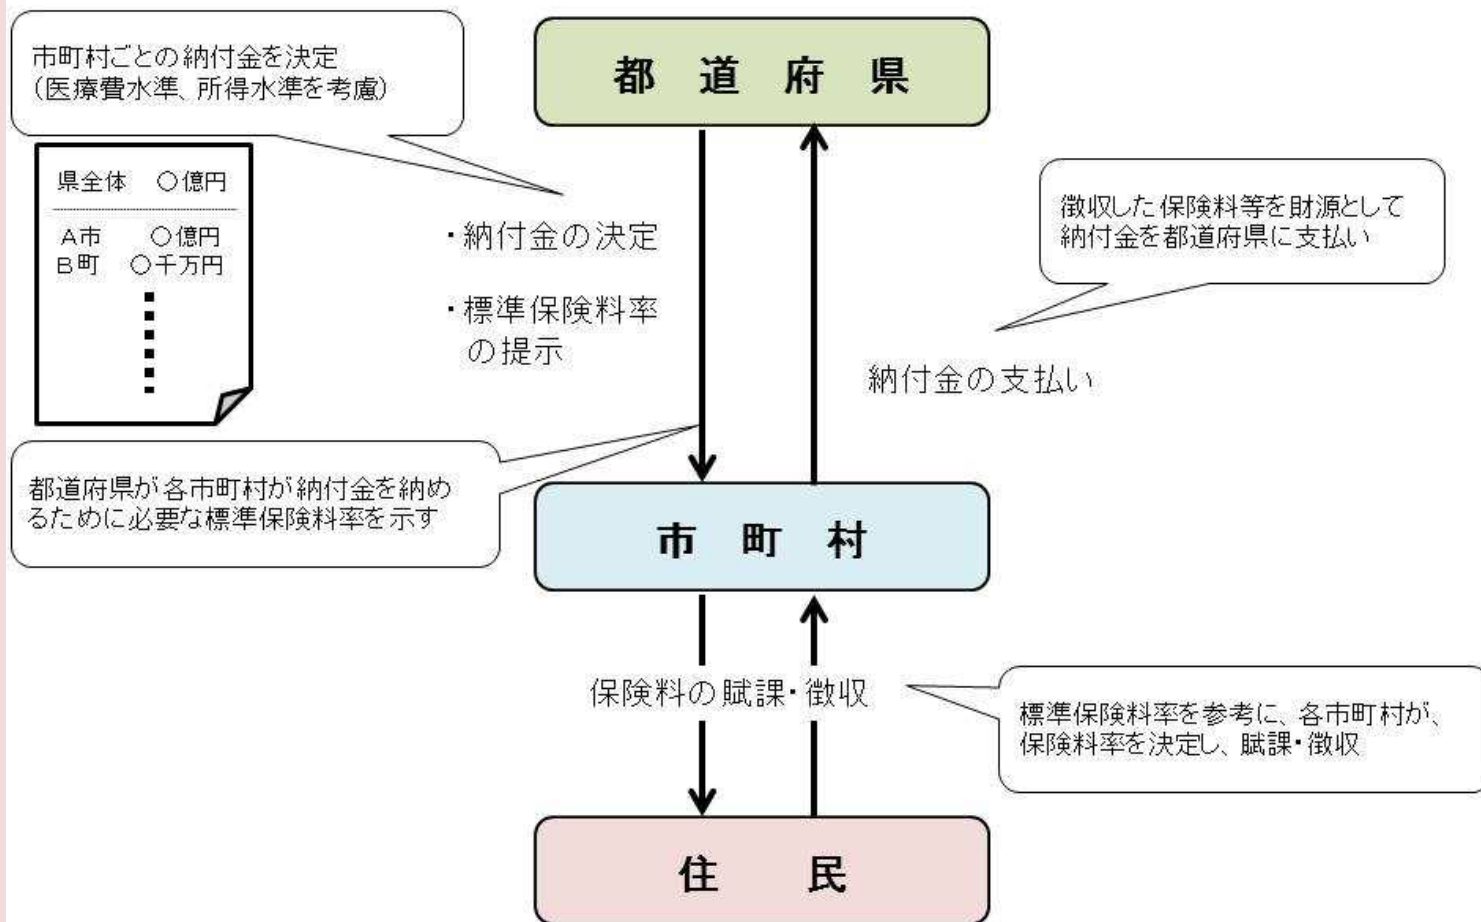 市町村ごとの納付金を決定
(医療費水準、所得水準を考慮)
都道府県
県全体 ○億円
A市 ○億円
B町 ○千万円
・納付金の決定
・標準保険料率
の提示
徴収した保険料等を財源として
納付金を都道府県に支払い
納付金の支払い
都道府県が各市町村が納付金を納め
るために必要な標準保険料率を示す
市町村
保険料の賦課・徴収
標準保険料率を参考に、各市町村が、
保険料率を決定し、賦課・徴収
住民